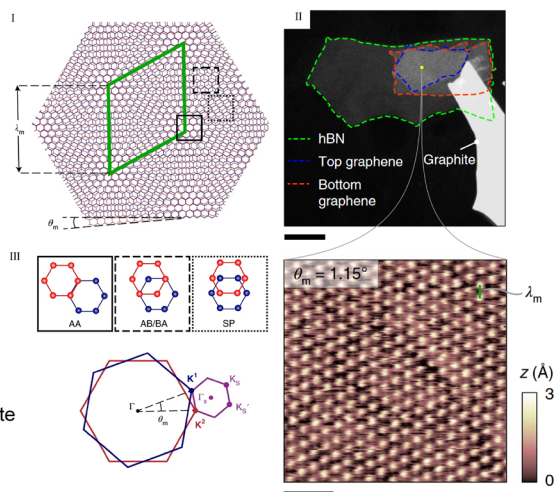 I
λm
θm
II
hBN
Top graphene
Bottom
graphene
Graphite
III
AA
AB/BA
SP
K¹
KS
Γ
Γs
θm
KS′
K²
te
θm = 1.15°
λm
z (Å)
3
0